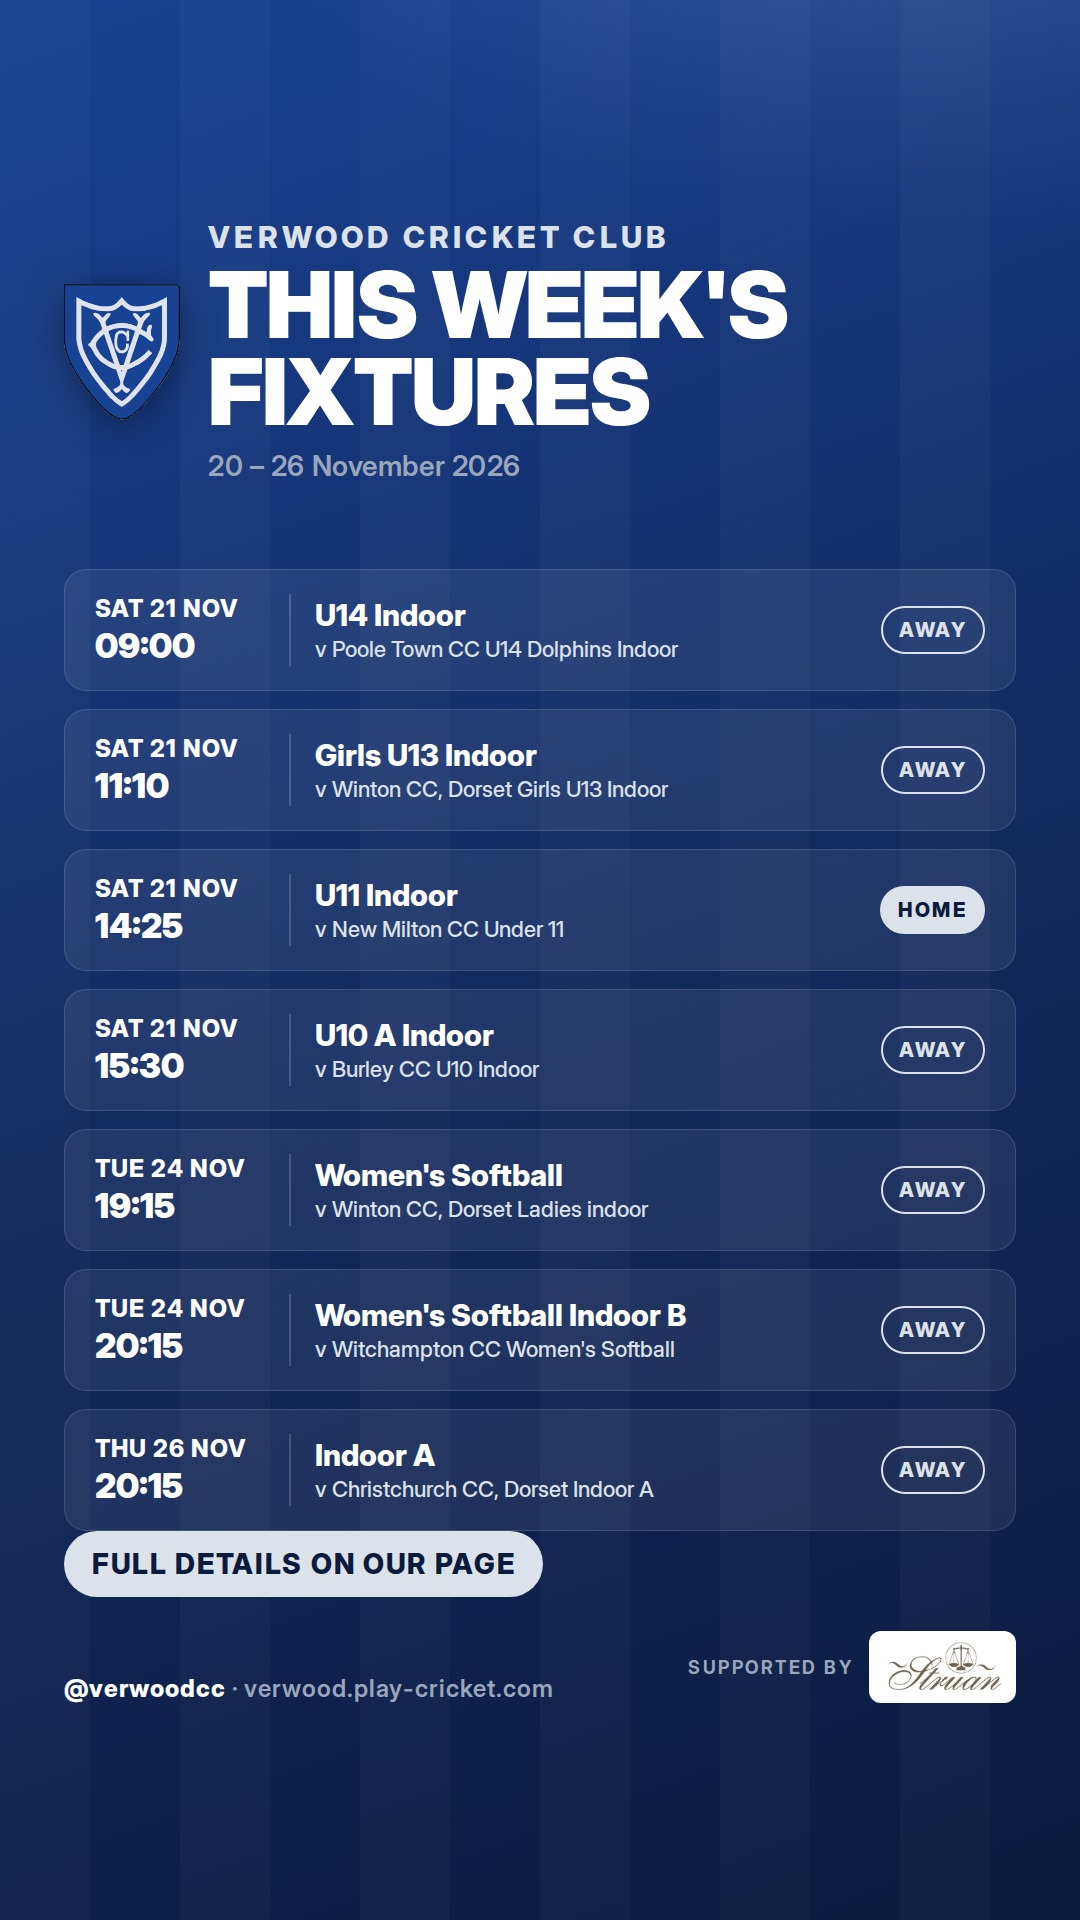 VERWOOD CRICKET CLUB
THIS WEEK'S
FIXTURES
20 – 26 November 2026
SAT 21 NOV
09:00
U14 Indoor
v Poole Town CC U14 Dolphins Indoor
AWAY
SAT 21 NOV
11:10
Girls U13 Indoor
v Winton CC, Dorset Girls U13 Indoor
AWAY
SAT 21 NOV
14:25
U11 Indoor
v New Milton CC Under 11
HOME
SAT 21 NOV
15:30
U10 A Indoor
v Burley CC U10 Indoor
AWAY
TUE 24 NOV
19:15
Women's Softball
v Winton CC, Dorset Ladies indoor
AWAY
TUE 24 NOV
20:15
Women's Softball Indoor B
v Witchampton CC Women's Softball
AWAY
THU 26 NOV
20:15
Indoor A
v Christchurch CC, Dorset Indoor A
AWAY
FULL DETAILS ON OUR PAGE
SUPPORTED BY
Struan
@verwoodcc · verwood.play-cricket.com